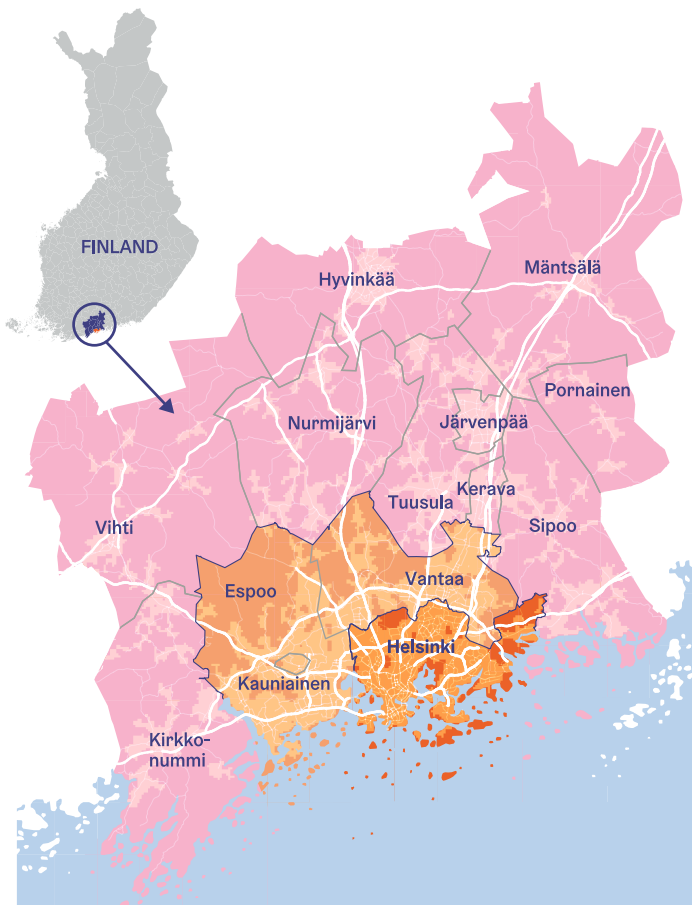 FINLAND
Hyvinkää
Mäntsälä
Pornainen
Nurmijärvi
Järvenpää
Kerava
Tuusula
Sipoo
Vihti
Espoo
Vantaa
Helsinki
Kauniainen
Kirkko-
nummi